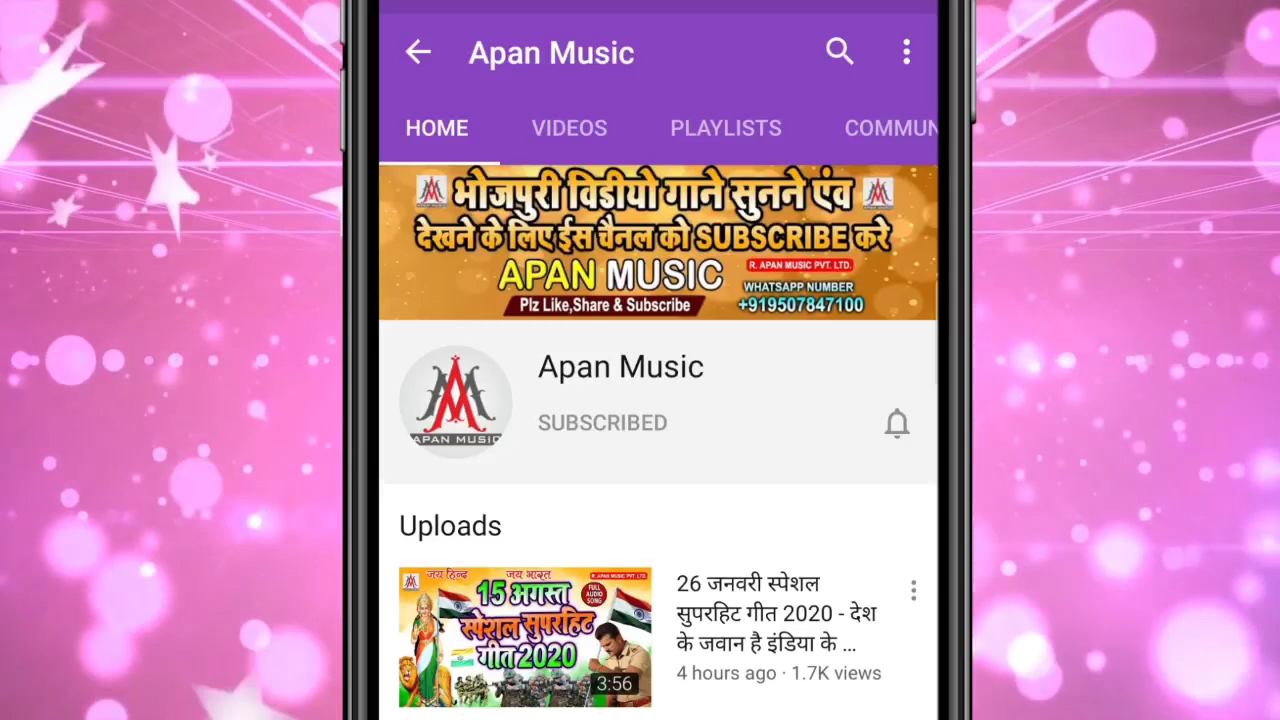 Apan Music
HOME VIDEOS PLAYLISTS COMMUN
भोजपुरी विडीयो गाने सुनने एंव
देखने के लिए ईस चैनल को SUBSCRIBE करे
APAN MUSIC
R. APAN MUSIC PVT. LTD.
WHATSAPP NUMBER
Plz Like,Share & Subscribe
+919507847100
Apan Music
APAN MUSIC
SUBSCRIBED
Uploads
जय हिन्द जय भारत
R. APAN MUSIC PVT. LTD.
15 अगस्त
FULL
AUDIO
SONG
स्पेशल सुपरहिट
गीत 2020
3:56
26 जनवरी स्पेशल
सुपरहिट गीत 2020 - देश
के जवान है इंडिया के ...
4 hours ago · 1.7K views